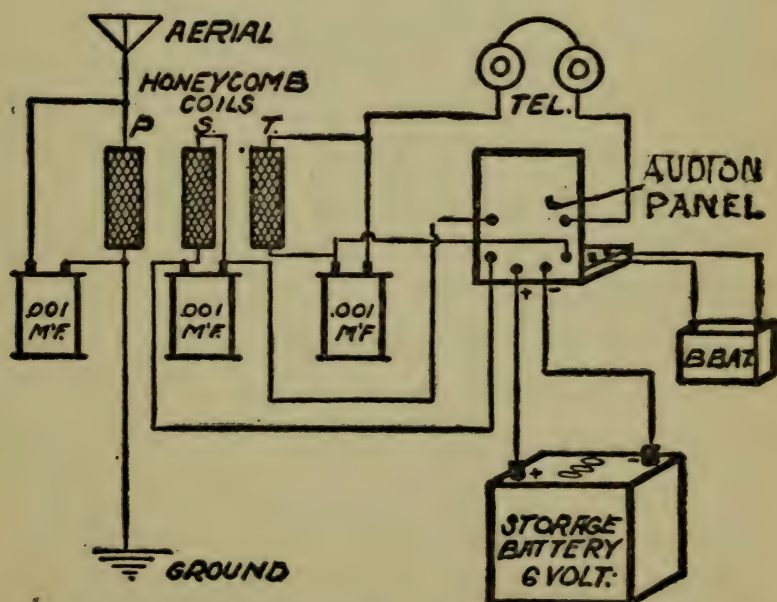 AERIAL
HONEYCOMB
COILS
P S. T.
TEL.
AUDION
PANEL
.001
M'F.
.001
M'F.
.001
M'F.
+ -
B BAT.
+ -
STORAGE
BATTERY
6 VOLT.
GROUND